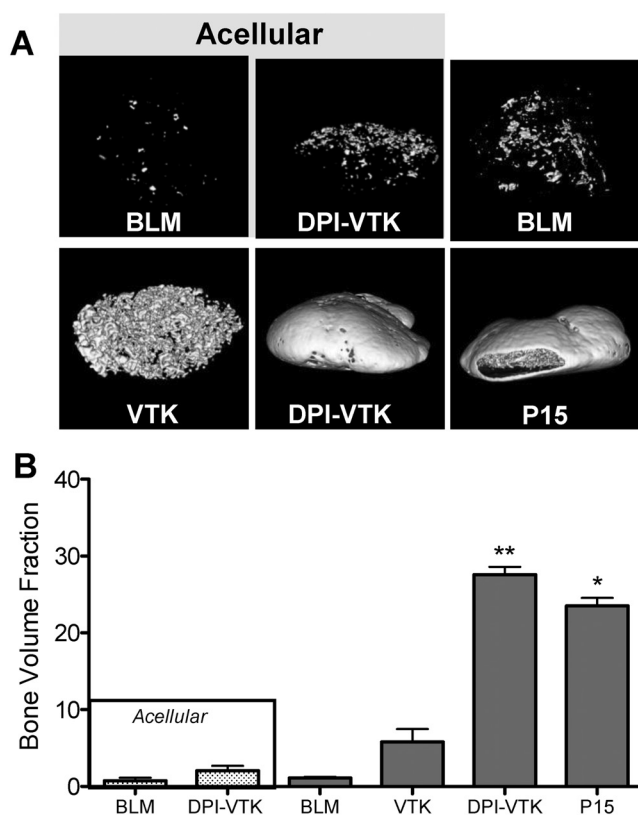 A
Acellular
BLM
DPI-VTK
BLM
VTK
DPI-VTK
P15
B
Bone Volume Fraction
40
30
20
10
0
Acellular
**
*
BLM
DPI-VTK
BLM
VTK
DPI-VTK
P15